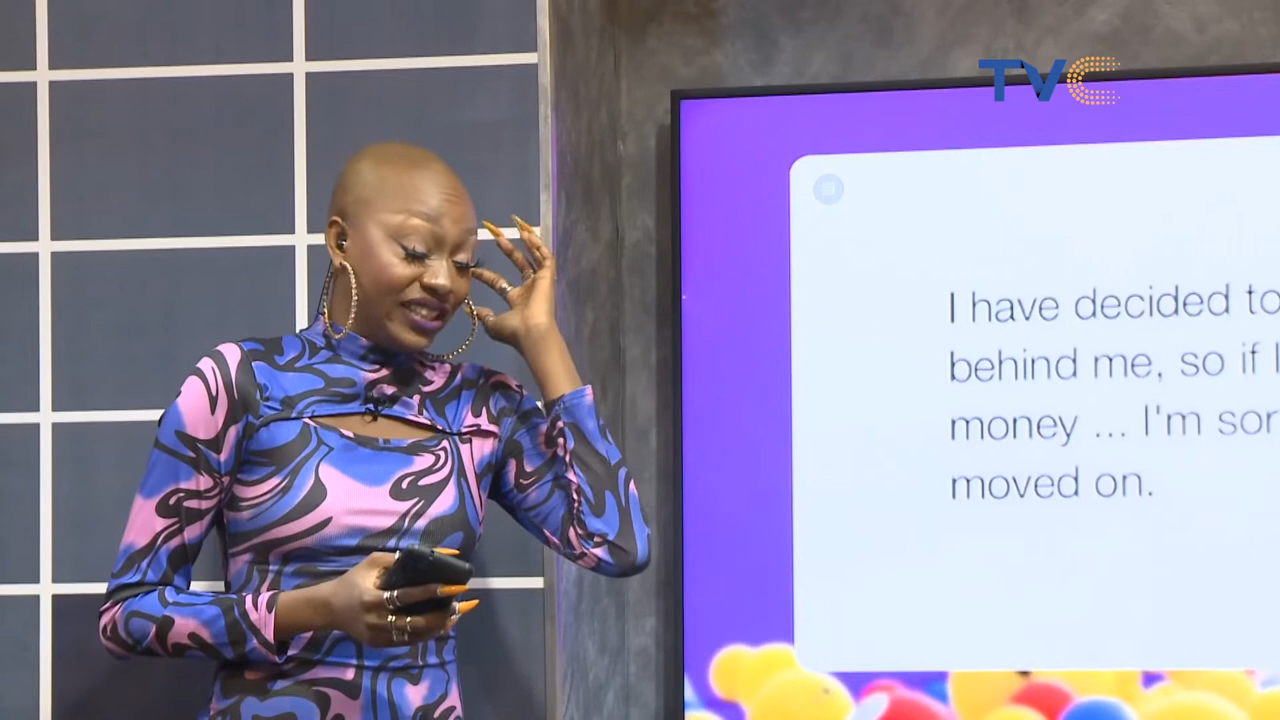 TVC
I have decided to
behind me, so if I
money ... I'm sor
moved on.